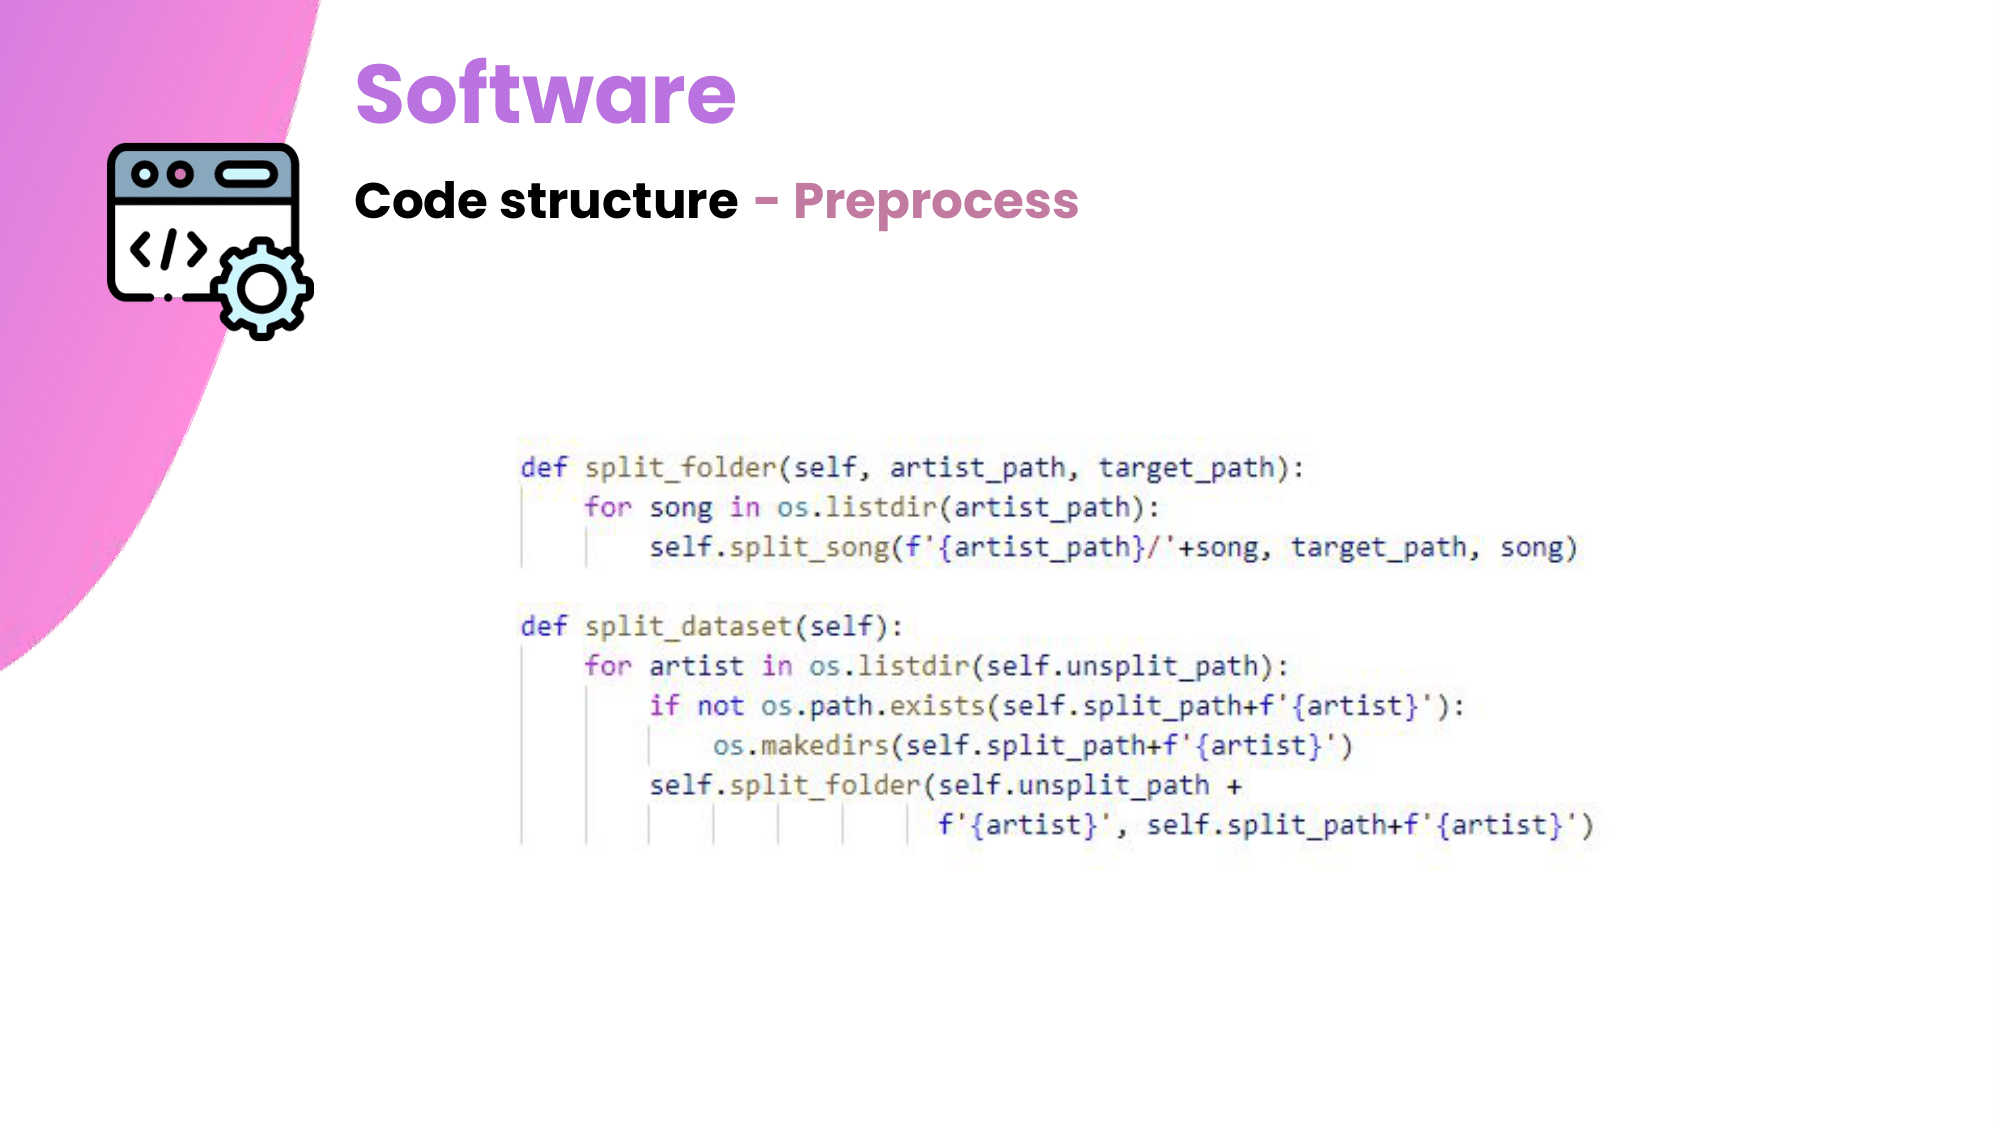 Software
Code structure - Preprocess
</>
def split_folder(self, artist_path, target_path):
    for song in os.listdir(artist_path):
        self.split_song(f'{artist_path}/'+song, target_path, song)
def split_dataset(self):
    for artist in os.listdir(self.unsplit_path):
        if not os.path.exists(self.split_path+f'{artist}'):
            os.makedirs(self.split_path+f'{artist}')
        self.split_folder(self.unsplit_path +
                          f'{artist}', self.split_path+f'{artist}')